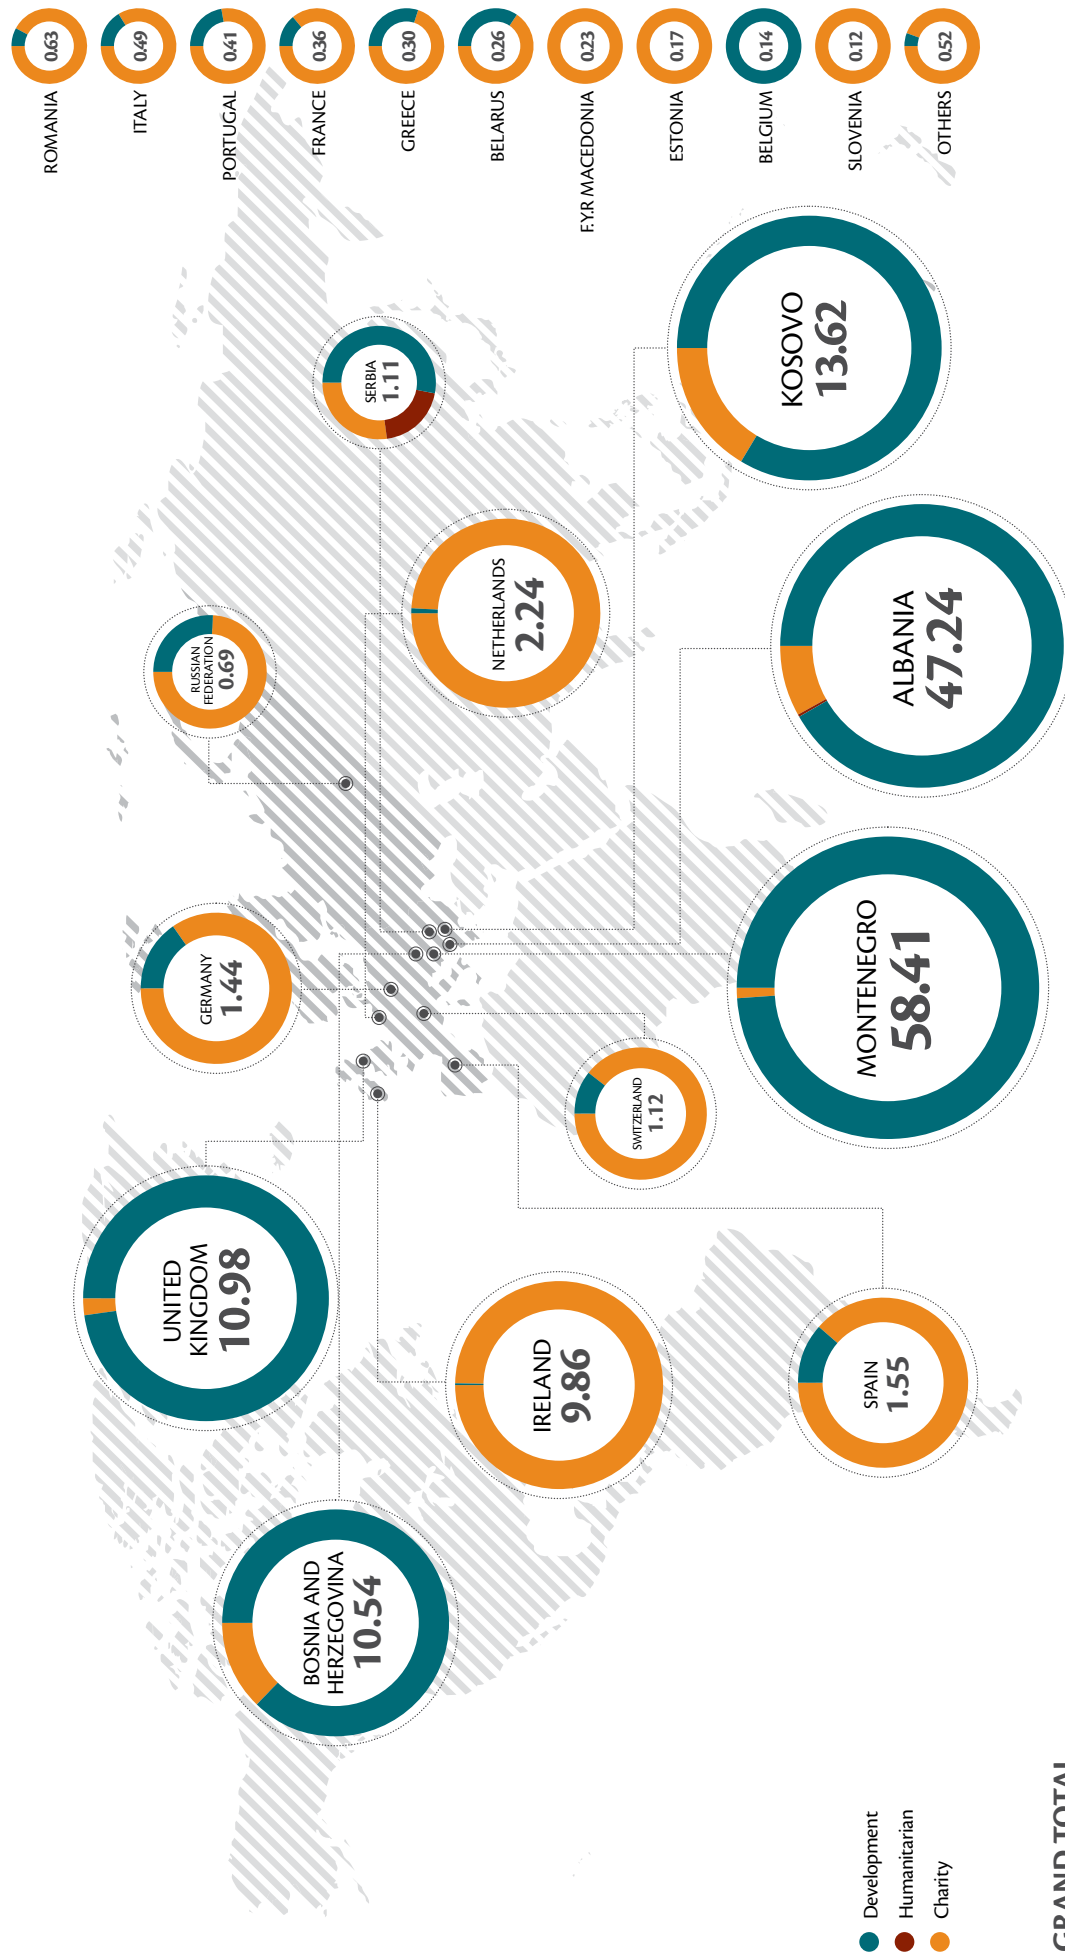 UNITED
KINGDOM
10.98
GERMANY
1.44
RUSSIAN
FEDERATION
0.69
BOSNIA AND
HERZEGOVINA
10.54
SERBIA
1.11
NETHERLANDS
2.24
IRELAND
9.86
SWITZERLAND
1.12
KOSOVO
13.62
SPAIN
1.55
MONTENEGRO
58.41
ALBANIA
47.24
ROMANIA 0.63
ITALY 0.49
PORTUGAL 0.41
FRANCE 0.36
GREECE 0.30
BELARUS 0.26
F.Y.R MACEDONIA 0.23
ESTONIA 0.17
BELGIUM 0.14
SLOVENIA 0.12
OTHERS 0.52
Development
Humanitarian
Charity
GRAND TOTAL